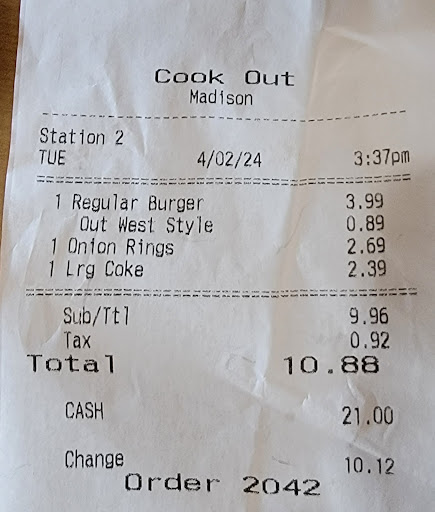 Cook Out
Madison
Station 2
TUE 4/02/24 3:37pm
1 Regular Burger 3.99
Out West Style 0.89
1 Onion Rings 2.69
1 Lrg Coke 2.39
Sub/Ttl 9.96
Tax 0.92
Total 10.88
CASH 21.00
Change 10.12
Order 2042